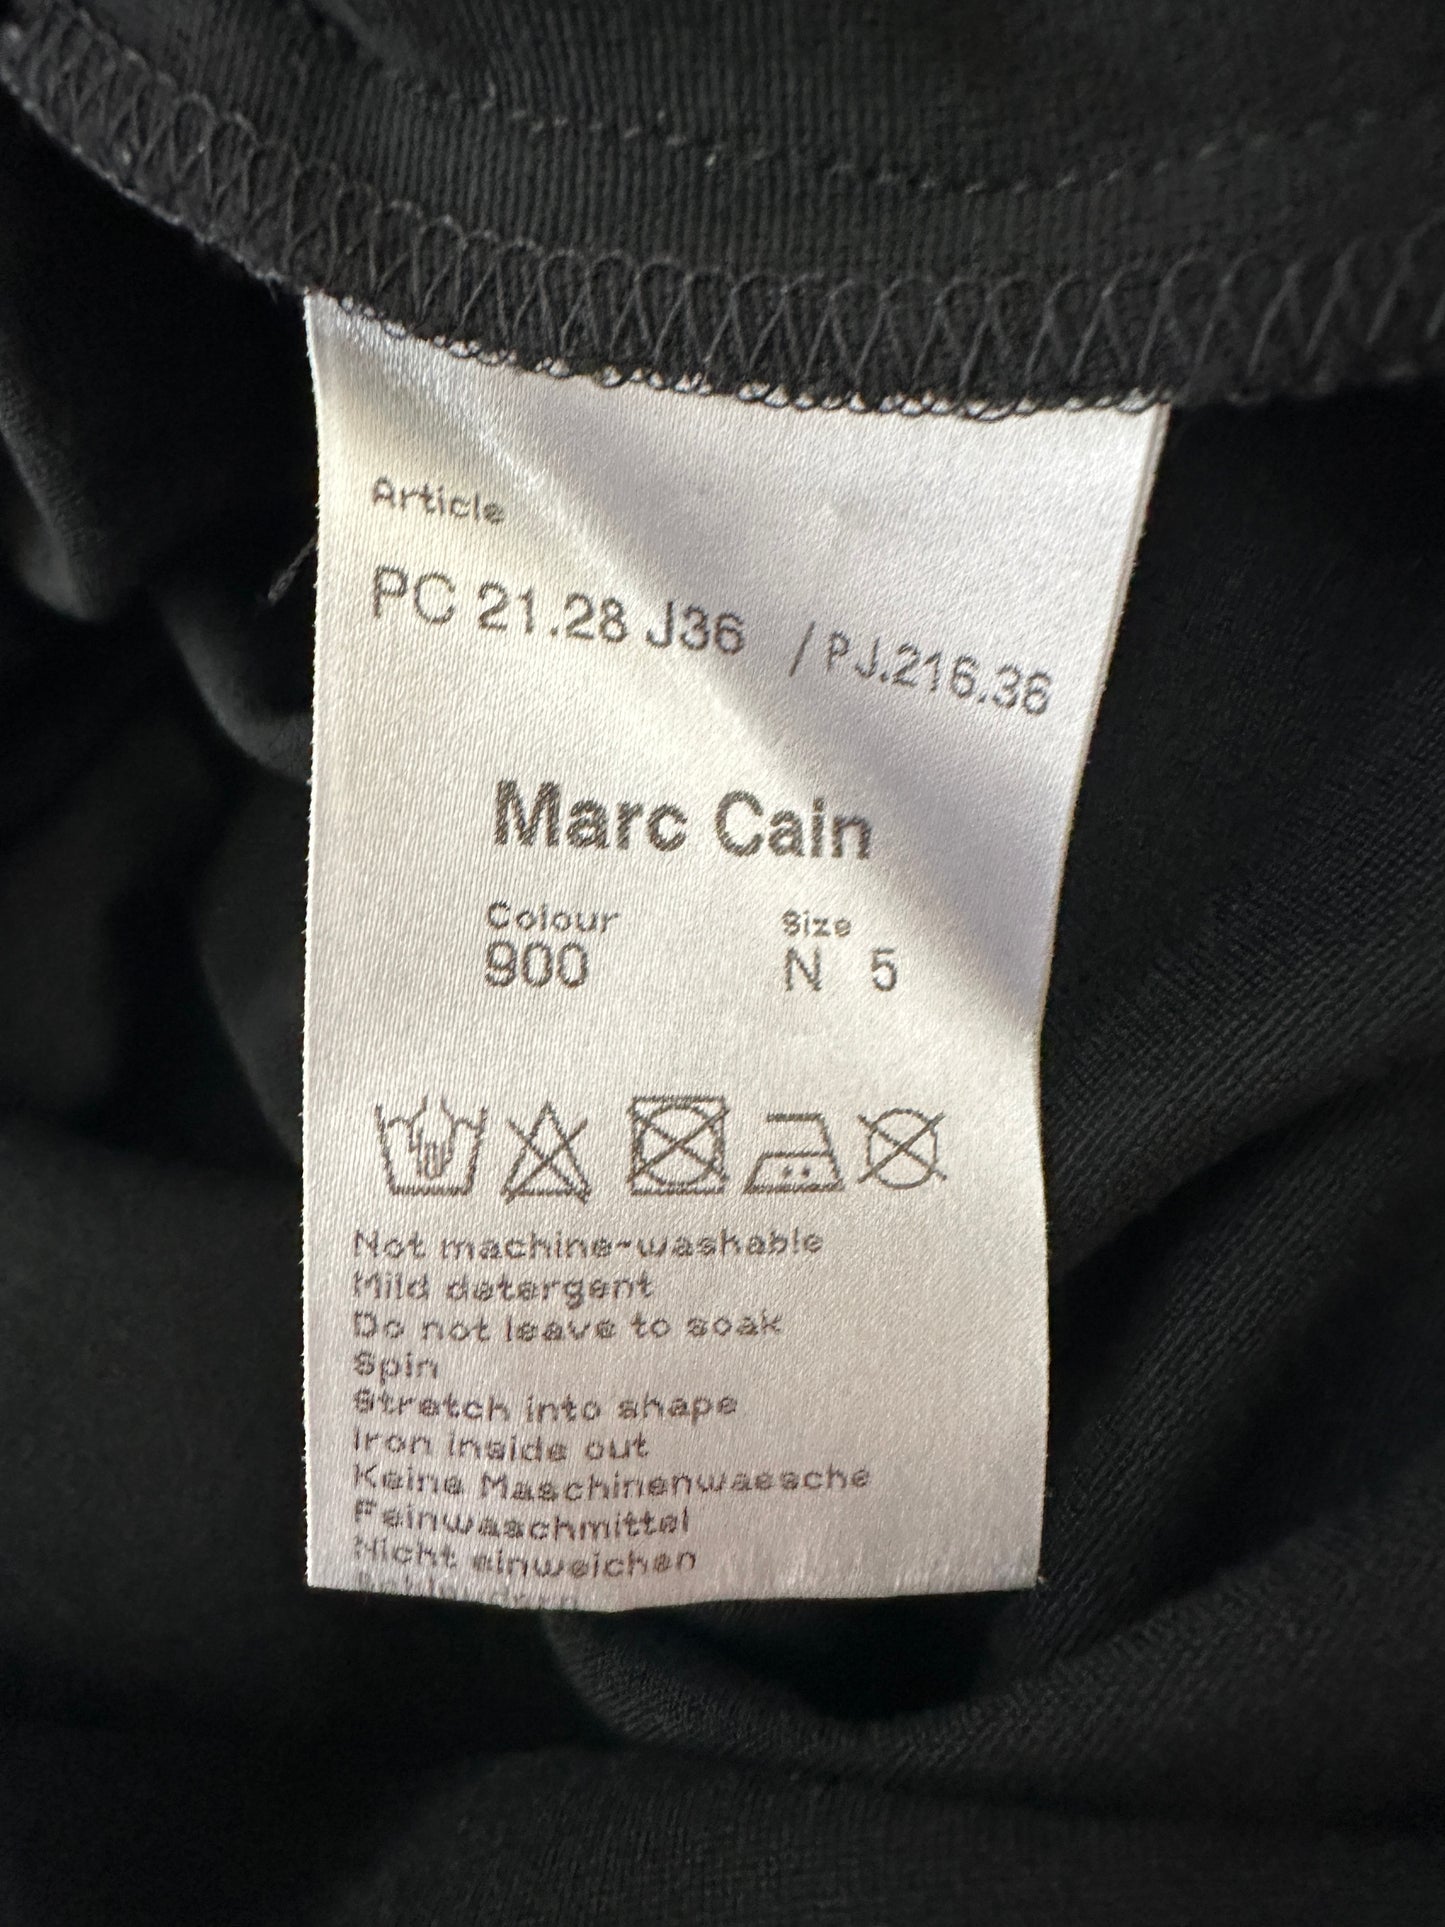 Article
PC 21.28 J36 / PJ.216.36
Marc Cain
Colour Size
900 N 5
Not machine-washable
Mild detergent
Do not leave to soak
Spin
Stretch into shape
Iron inside out
Keine Maschinenwaesche
Feinwaschmittel
Nicht einweichen